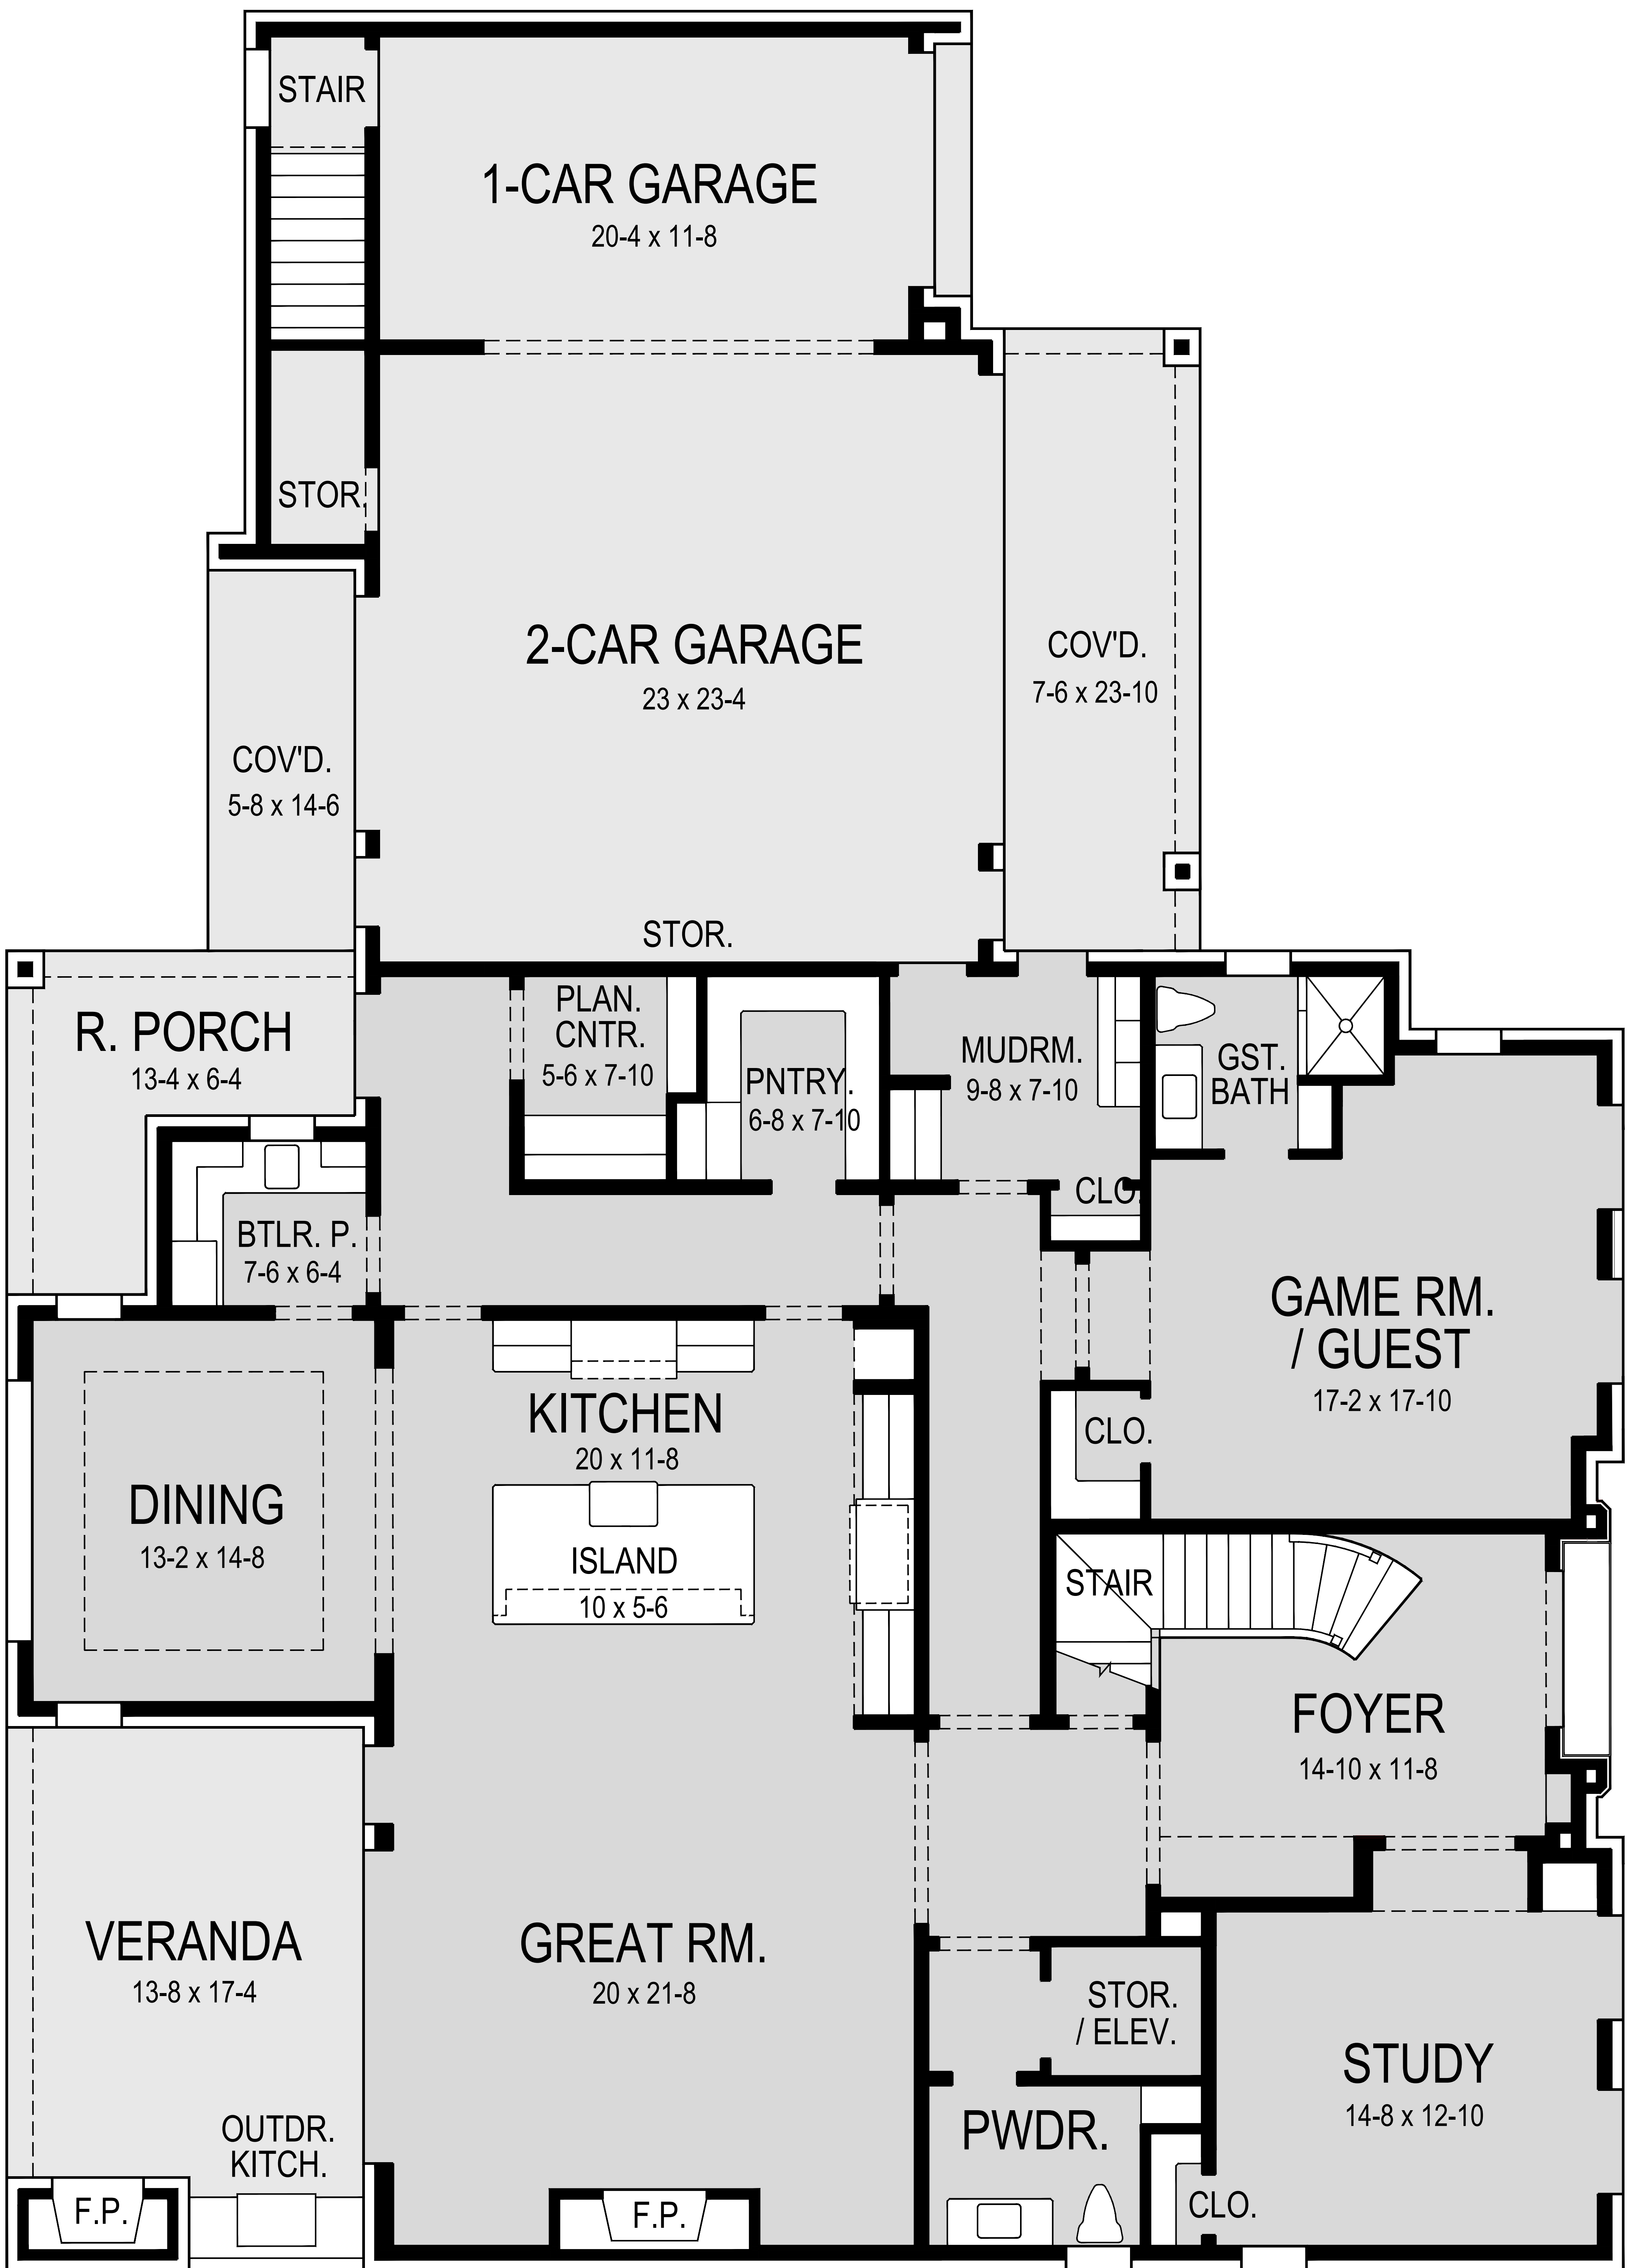 STAIR
1-CAR GARAGE
20-4 x 11-8
STOR.
2-CAR GARAGE
23 x 23-4
COV'D.
7-6 x 23-10
COV'D.
5-8 x 14-6
STOR.
R. PORCH
13-4 x 6-4
PLAN.
CNTR.
5-6 x 7-10
PNTRY.
6-8 x 7-10
MUDRM.
9-8 x 7-10
GST.
BATH
CLO.
BTLR. P.
7-6 x 6-4
GAME RM.
/ GUEST
17-2 x 17-10
KITCHEN
20 x 11-8
CLO.
DINING
13-2 x 14-8
ISLAND
10 x 5-6
STAIR
FOYER
14-10 x 11-8
VERANDA
13-8 x 17-4
GREAT RM.
20 x 21-8
STOR.
/ ELEV.
STUDY
14-8 x 12-10
OUTDR.
KITCH.
PWDR.
F.P.
F.P.
CLO.